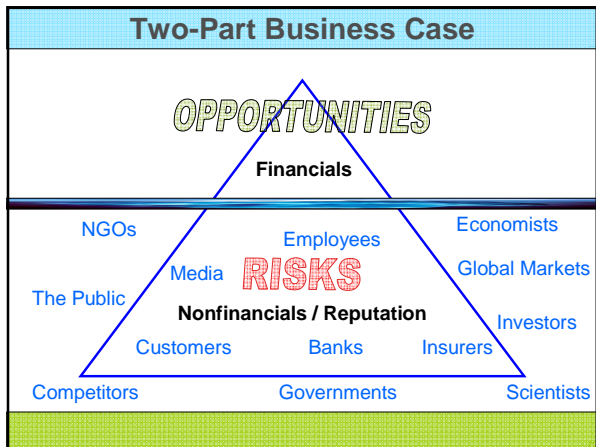 Two-Part Business Case
OPPORTUNITIES
Financials
NGOs
Employees
Economists
Media
RISKS
Global Markets
The Public
Nonfinancials / Reputation
Investors
Customers
Banks
Insurers
Competitors
Governments
Scientists